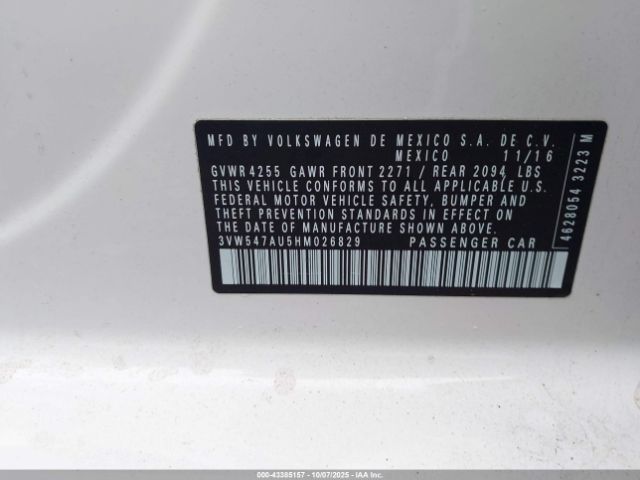 MFD BY VOLKSWAGEN DE MEXICO S.A. DE C.V.
MEXICO 11/16
GVWR 4255 GAWR FRONT 2271 / REAR 2094 LBS
THIS VEHICLE CONFORMS TO ALL APPLICABLE U.S.
FEDERAL MOTOR VEHICLE SAFETY, BUMPER AND
THEFT PREVENTION STANDARDS IN EFFECT ON THE
DATE OF MANUFACTURE SHOWN ABOVE.
3VW547AU5HM026829 PASSENGER CAR
4628054 3223 M
000-43385157 - 10/07/2025 - IAAI.COM